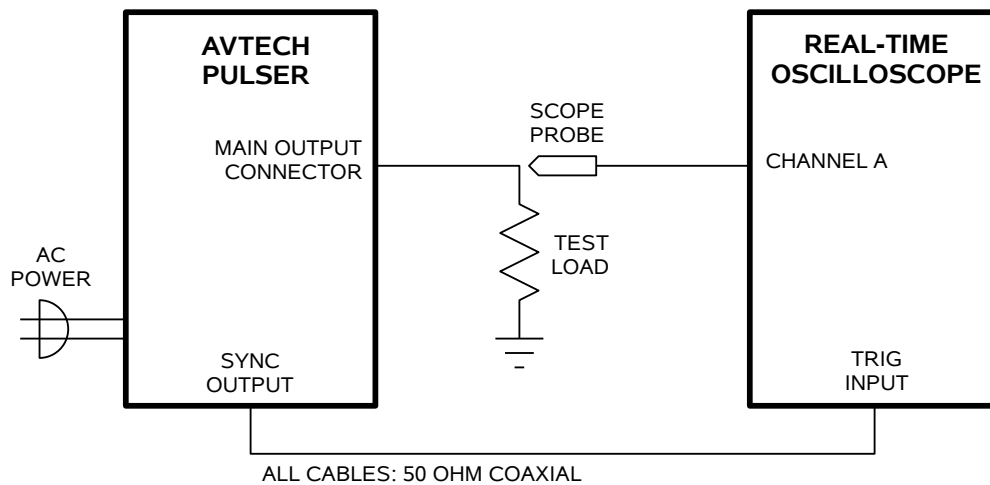 AVTECH
PULSER
REAL-TIME
OSCILLOSCOPE
SCOPE
PROBE
MAIN OUTPUT
CONNECTOR
CHANNEL A
TEST
LOAD
AC
POWER
SYNC
OUTPUT
TRIG
INPUT
ALL CABLES: 50 OHM COAXIAL